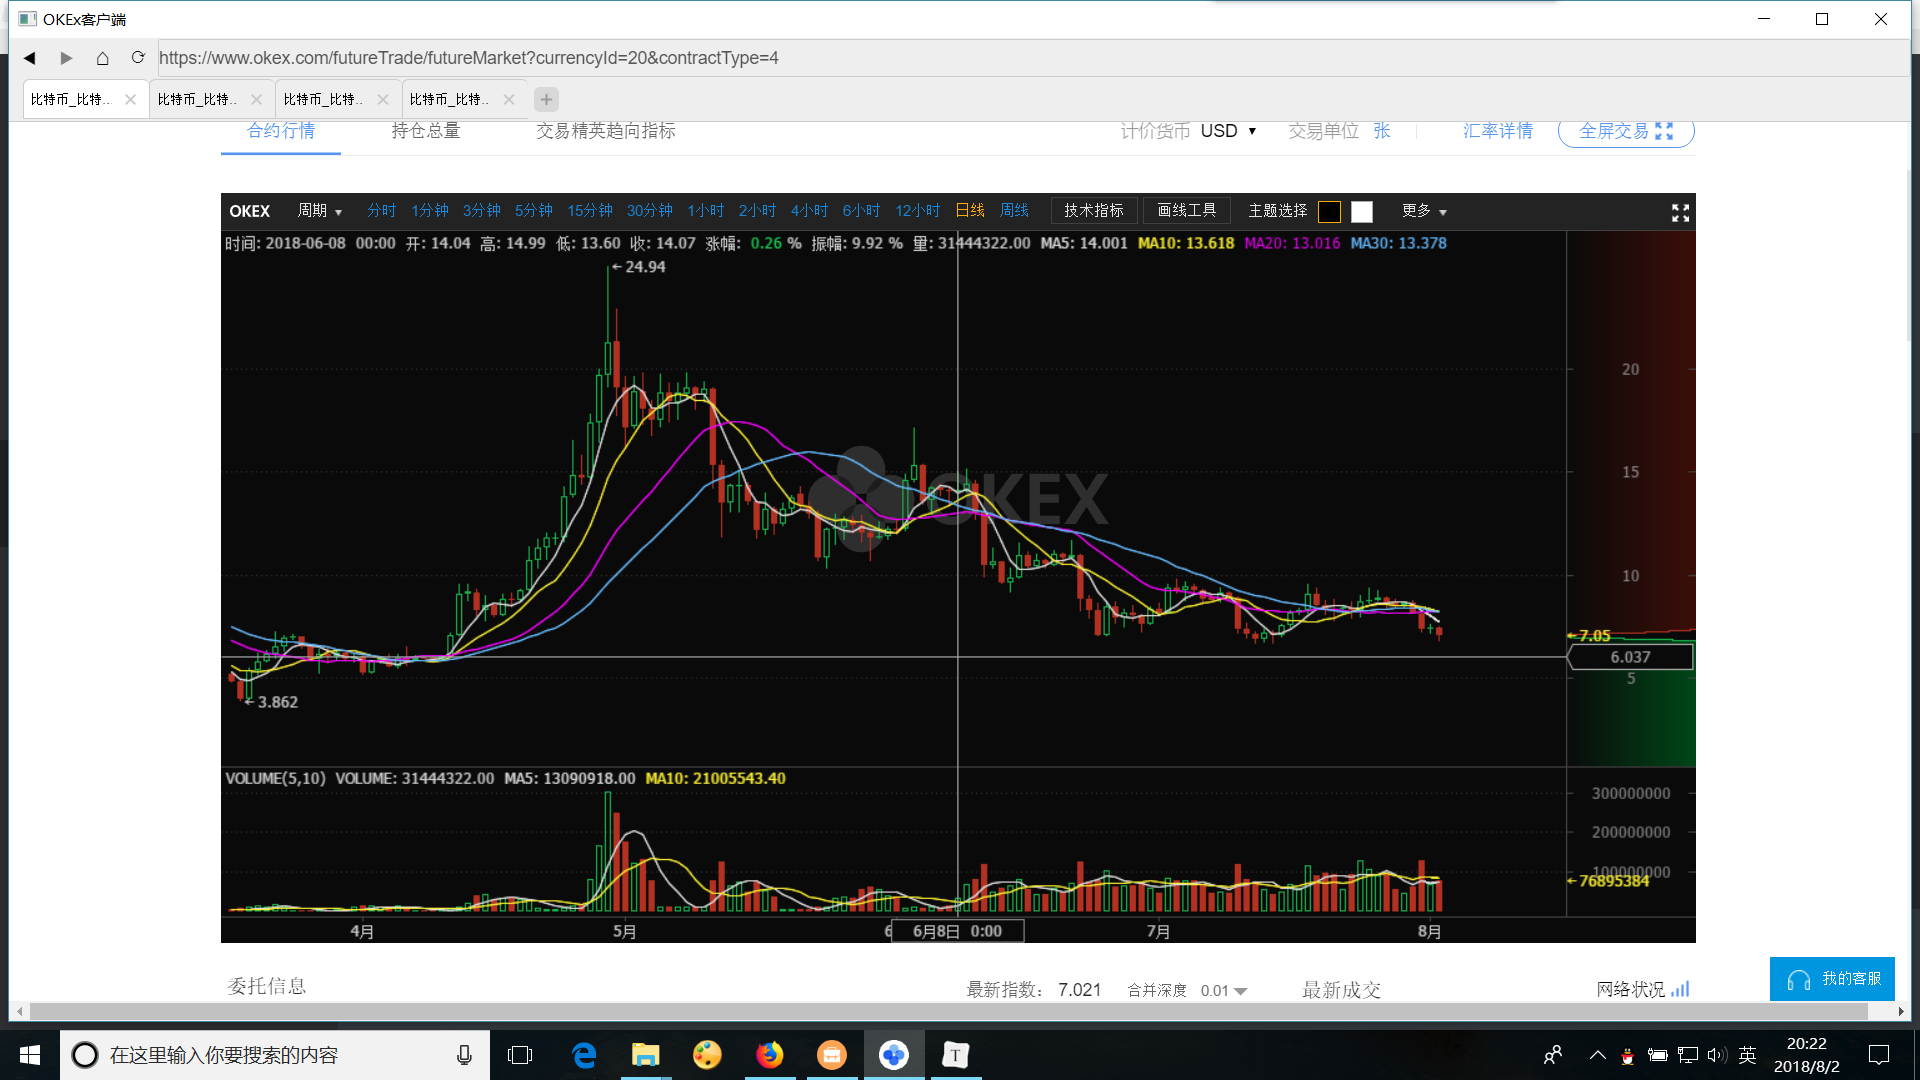 OKEx客户端
https://www.okex.com/futureTrade/futureMarket?currencyId=20&contractType=4
比特币_比特... 比特币_比特.. 比特币_比特.. 比特币_比特..
合约行情 持仓总量 交易精英趋向指标 计价货币 USD 交易单位 张 汇率详情 全屏交易
OKEX 周期 分时 1分钟 3分钟 5分钟 15分钟 30分钟 1小时 2小时 4小时 6小时 12小时 日线 周线 技术指标 画线工具 主题选择 更多
时间: 2018-06-08 00:00 开: 14.04 高: 14.99 低: 13.60 收: 14.07 涨幅: 0.26 % 振幅: 9.92 % 量: 31444322.00 MA5: 14.001 MA10: 13.618 MA20: 13.016 MA30: 13.378
24.94
20
15
OKEX
10
7.05
6.037
5
3.862
VOLUME(5,10) VOLUME: 31444322.00 MA5: 13090918.00 MA10: 21005543.40
300000000
200000000
100000000
76895384
4月 5月 6 6月8日 0:00 7月 8月
委托信息 最新指数: 7.021 合并深度 0.01 最新成交 网络状况
我的客服
在这里输入你要搜索的内容
T
英
20:22
2018/8/2